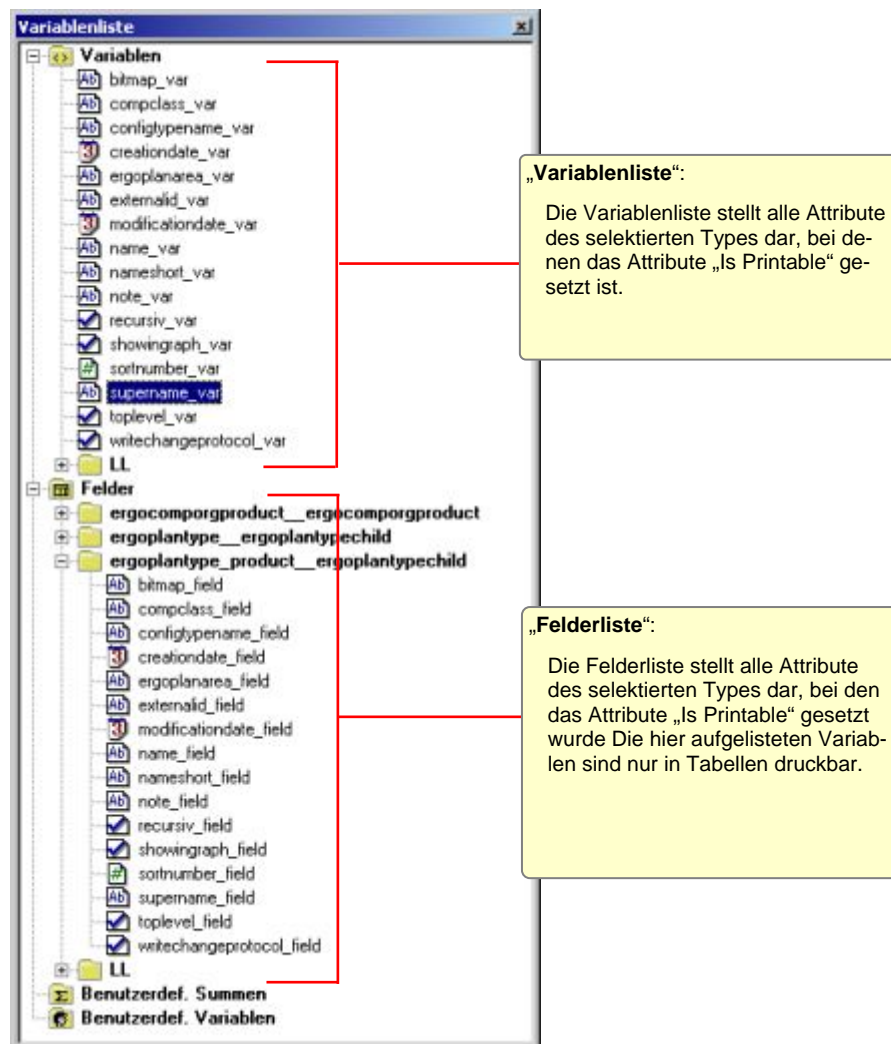 Variablenliste
Variablen
bitmap_var
compclass_var
configtypename_var
creationdate_var
ergoplanarea_var
externalid_var
modificationdate_var
name_var
nameshort_var
note_var
recursiv_var
showingraph_var
sortnumber_var
supername_var
toplevel_var
writechangeprotocol_var
LL
Felder
ergocomporgproduct__ergocomporgproduct
ergoplantype__ergoplantypechild
ergoplantype_product__ergoplantypechild
bitmap_field
compclass_field
configtypename_field
creationdate_field
ergoplanarea_field
externalid_field
modificationdate_field
name_field
nameshort_field
note_field
recursiv_field
showingraph_field
sortnumber_field
supername_field
toplevel_field
writechangeprotocol_field
LL
Benutzerdef. Summen
Benutzerdef. Variablen
„Variablenliste“:
Die Variablenliste stellt alle Attribute
des selektierten Types dar, bei de-
nen das Attribute „Is Printable“ ge-
setzt ist.
„Felderliste“:
Die Felderliste stellt alle Attribute
des selektierten Types dar, bei den
das Attribute „Is Printable“ gesetzt
wurde Die hier aufgelisteten Variab-
len sind nur in Tabellen druckbar.